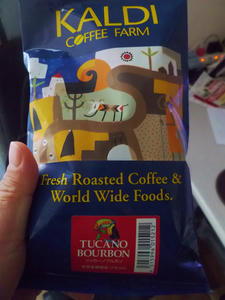 KALDI
COFFEE FARM
Fresh Roasted Coffee &
World Wide Foods.
TUCANO
BOURBON